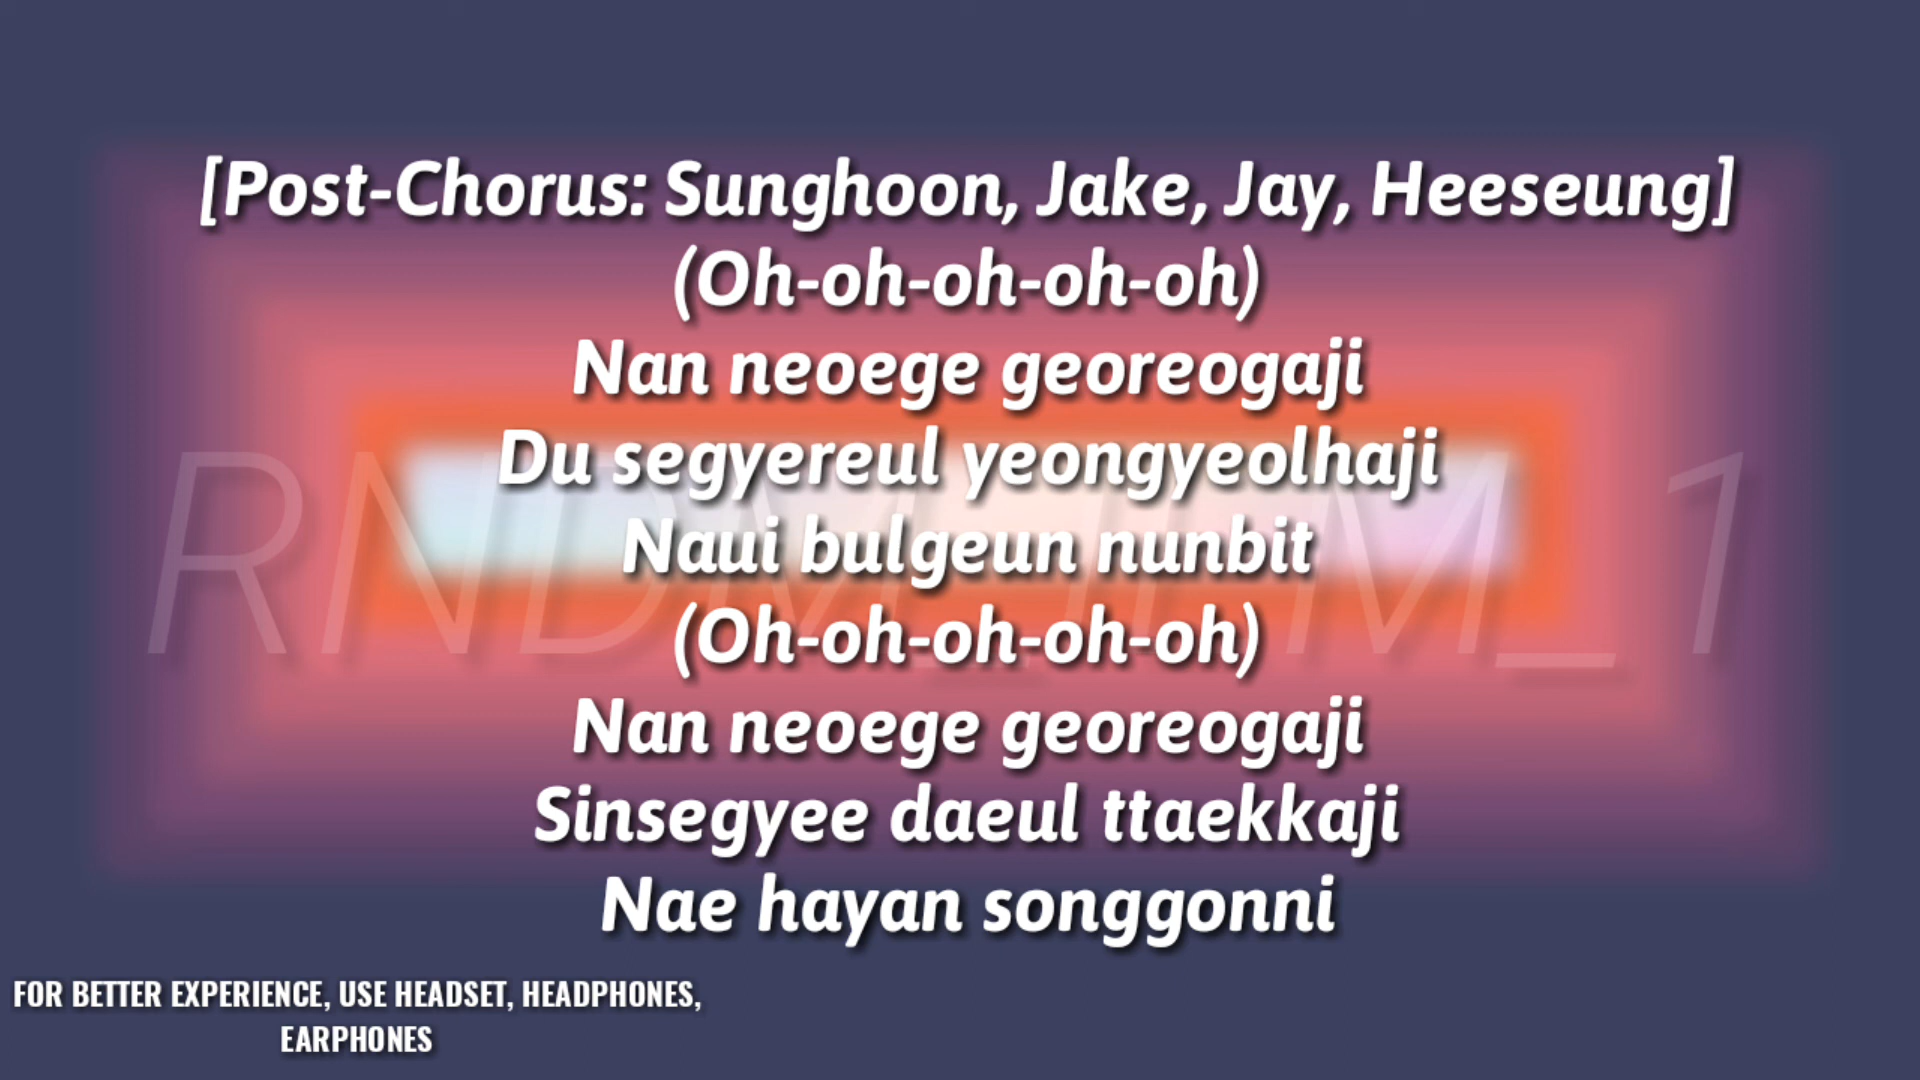 [Post-Chorus: Sunghoon, Jake, Jay, Heeseung]
(Oh-oh-oh-oh-oh)
Nan neoege georeogaji
Du segyereul yeongyeolhaji
Naui bulgeun nunbit
(Oh-oh-oh-oh-oh)
Nan neoege georeogaji
Sinsegyee daeul ttaekkaji
Nae hayan songgonni
FOR BETTER EXPERIENCE, USE HEADSET, HEADPHONES,
EARPHONES